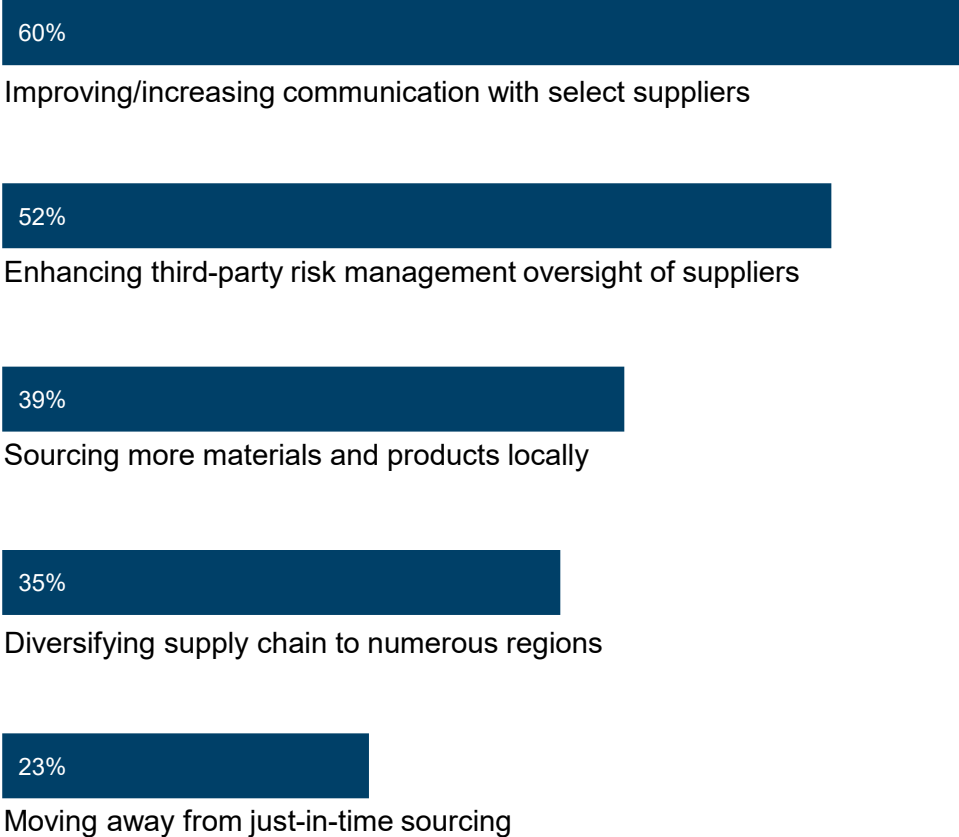 60%
Improving/increasing communication with select suppliers
52%
Enhancing third-party risk management oversight of suppliers
39%
Sourcing more materials and products locally
35%
Diversifying supply chain to numerous regions
23%
Moving away from just-in-time sourcing